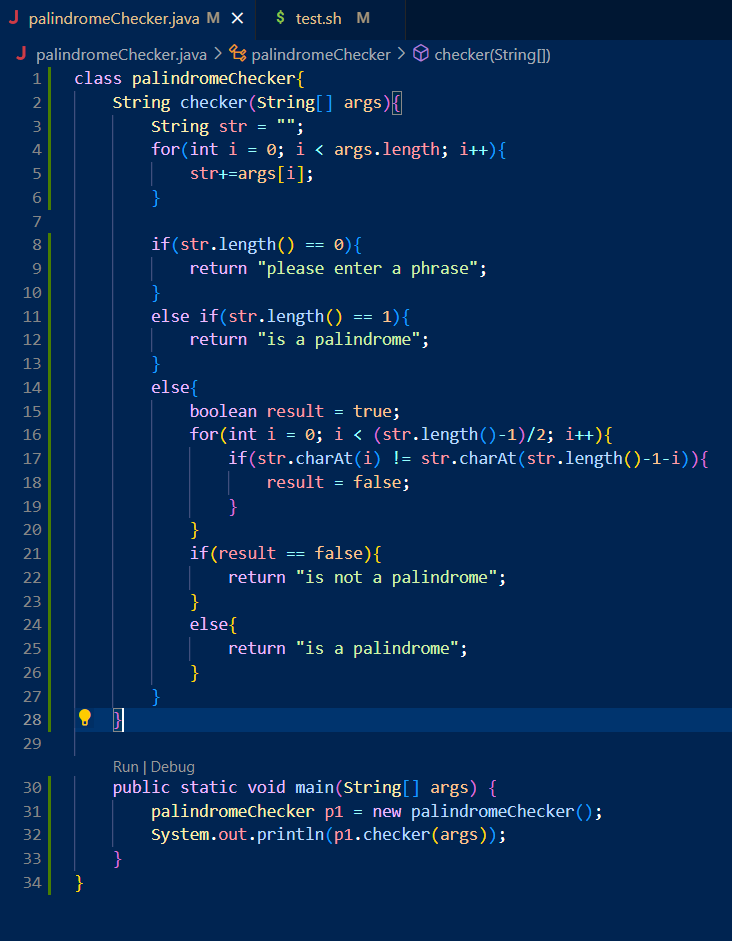 J palindromeChecker.java M × $ test.sh M
J palindromeChecker.java > palindromeChecker > checker(String[])
1 class palindromeChecker{
2     String checker(String[] args){
3         String str = "";
4         for(int i = 0; i < args.length; i++){
5             str+=args[i];
6         }
7
8         if(str.length() == 0){
9             return "please enter a phrase";
10         }
11         else if(str.length() == 1){
12             return "is a palindrome";
13         }
14         else{
15             boolean result = true;
16             for(int i = 0; i < (str.length()-1)/2; i++){
17                 if(str.charAt(i) != str.charAt(str.length()-1-i)){
18                     result = false;
19                 }
20             }
21             if(result == false){
22                 return "is not a palindrome";
23             }
24             else{
25                 return "is a palindrome";
26             }
27         }
28     }
29
Run | Debug
30     public static void main(String[] args) {
31         palindromeChecker p1 = new palindromeChecker();
32         System.out.println(p1.checker(args));
33     }
34 }